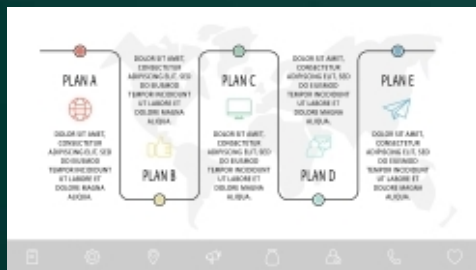 PLAN A
DOLOR SIT AMET,
CONSECTETUR
ADIPISCING ELIT, SED
DO EIUSMOD
TEMPOR INCIDIDUNT
UT LABORE ET
DOLORE MAGNA
ALIQUA.
DOLOR SIT AMET,
CONSECTETUR
ADIPISCING ELIT, SED
DO EIUSMOD
TEMPOR INCIDIDUNT
UT LABORE ET
DOLORE MAGNA
ALIQUA.
PLAN B
PLAN C
DOLOR SIT AMET,
CONSECTETUR
ADIPISCING ELIT, SED
DO EIUSMOD
TEMPOR INCIDIDUNT
UT LABORE ET
DOLORE MAGNA
ALIQUA.
DOLOR SIT AMET,
CONSECTETUR
ADIPISCING ELIT, SED
DO EIUSMOD
TEMPOR INCIDIDUNT
UT LABORE ET
DOLORE MAGNA
ALIQUA.
PLAN D
PLAN E
DOLOR SIT AMET,
CONSECTETUR
ADIPISCING ELIT, SED
DO EIUSMOD
TEMPOR INCIDIDUNT
UT LABORE ET
DOLORE MAGNA
ALIQUA.